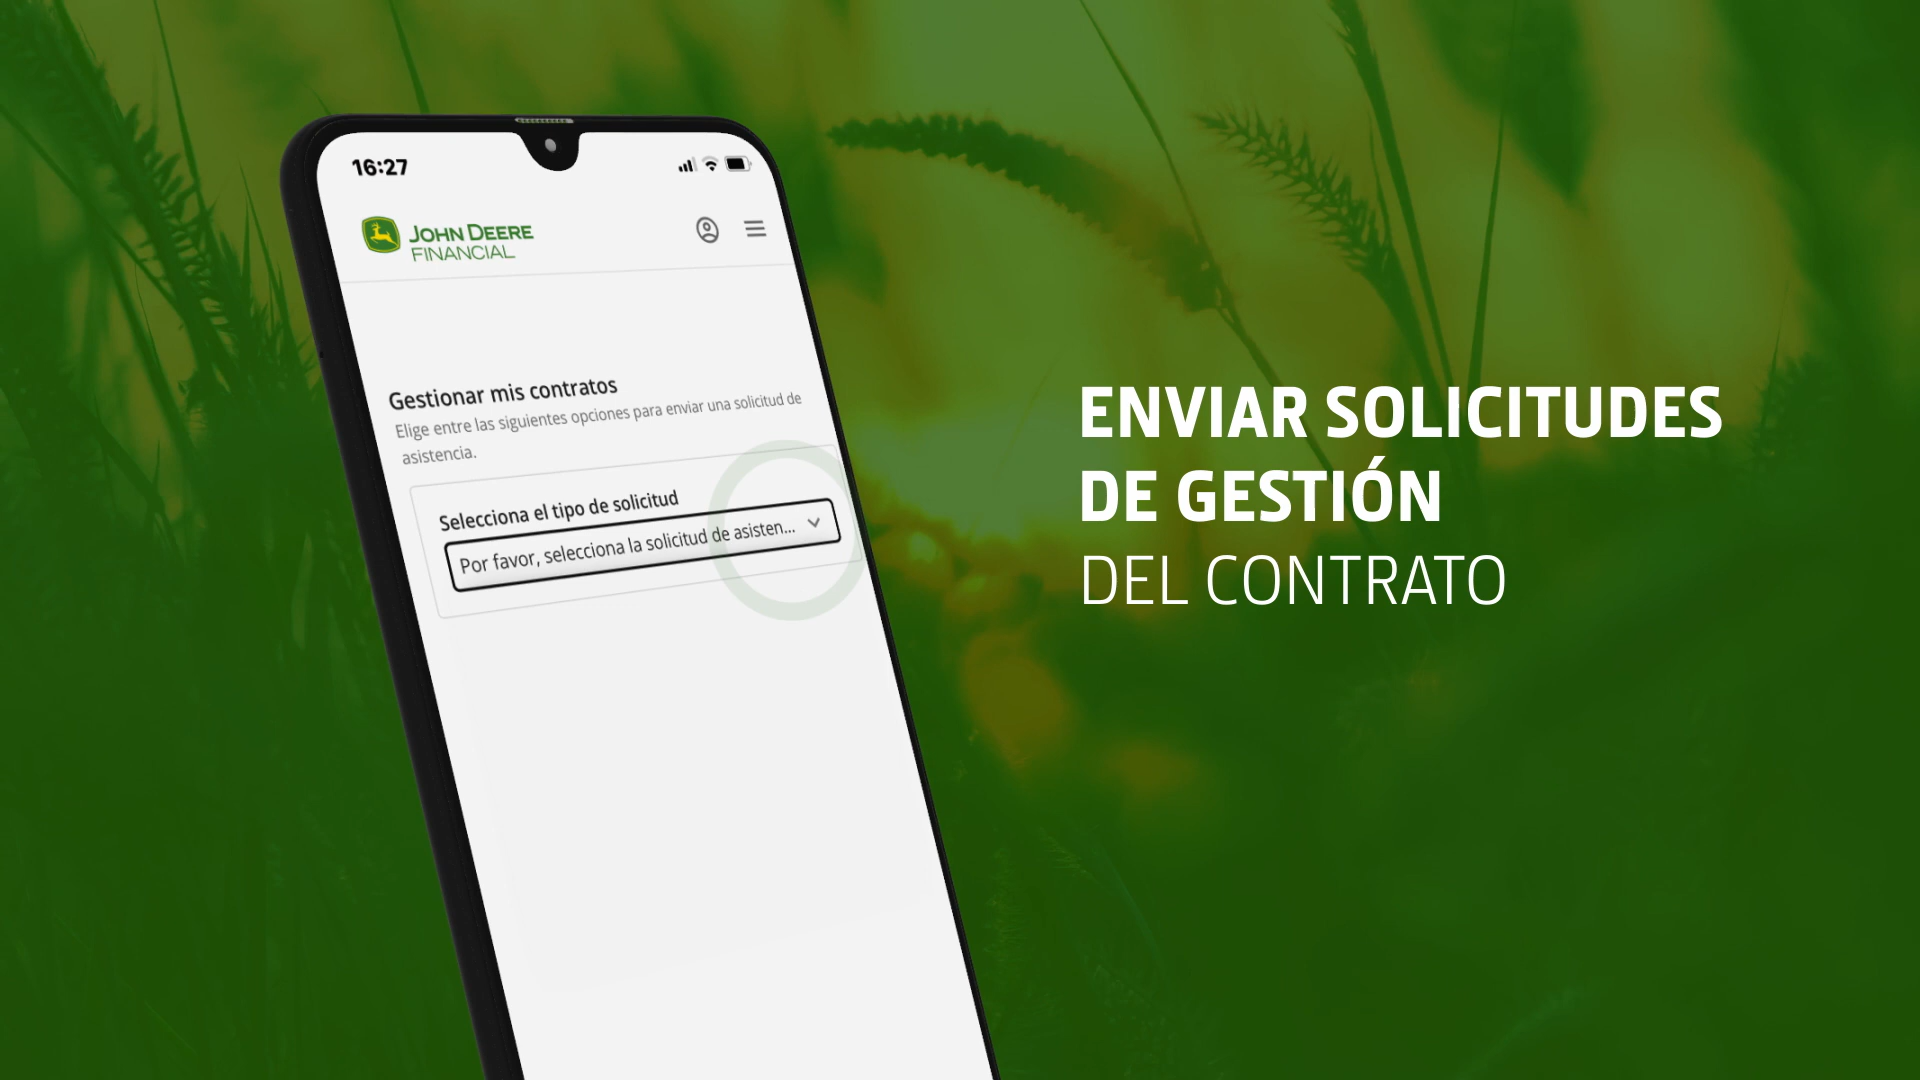 16:27
JOHN DEERE
FINANCIAL
Gestionar mis contratos
Elige entre las siguientes opciones para enviar una solicitud de
asistencia.
Selecciona el tipo de solicitud
Por favor, selecciona la solicitud de asisten...
ENVIAR SOLICITUDES
DE GESTIÓN
DEL CONTRATO